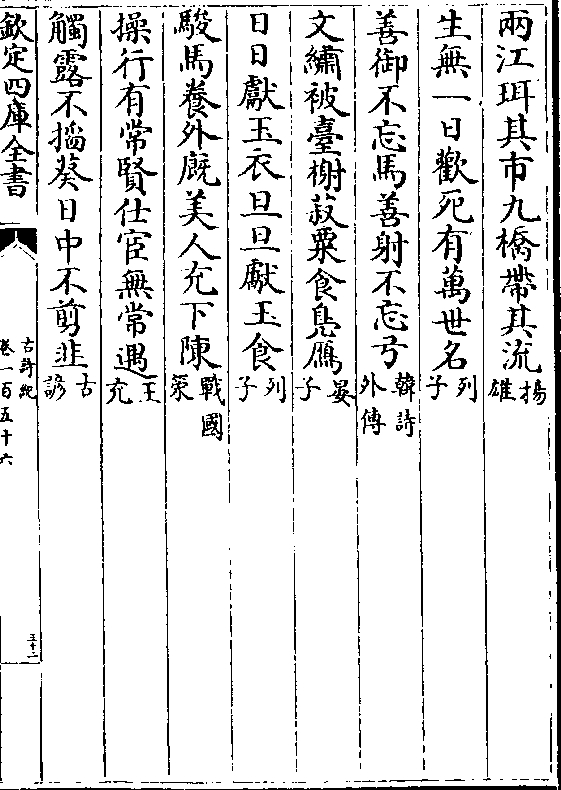 兩江珥其市九橋帶其流揚雄
生無一日歡死有萬世名列子
善御不忘馬善射不忘弓韓詩外傳
文繡被臺榭菽粟食鳧鴈晏子
日日獻玉衣旦旦獻玉食列子
駿馬養外廐美人充下陳戰國策
操行有常賢仕宦無常遇王充
觸露不掐葵日中不剪韭古諺
欽定四庫全書
古詩紀
卷一百五十六
五十二